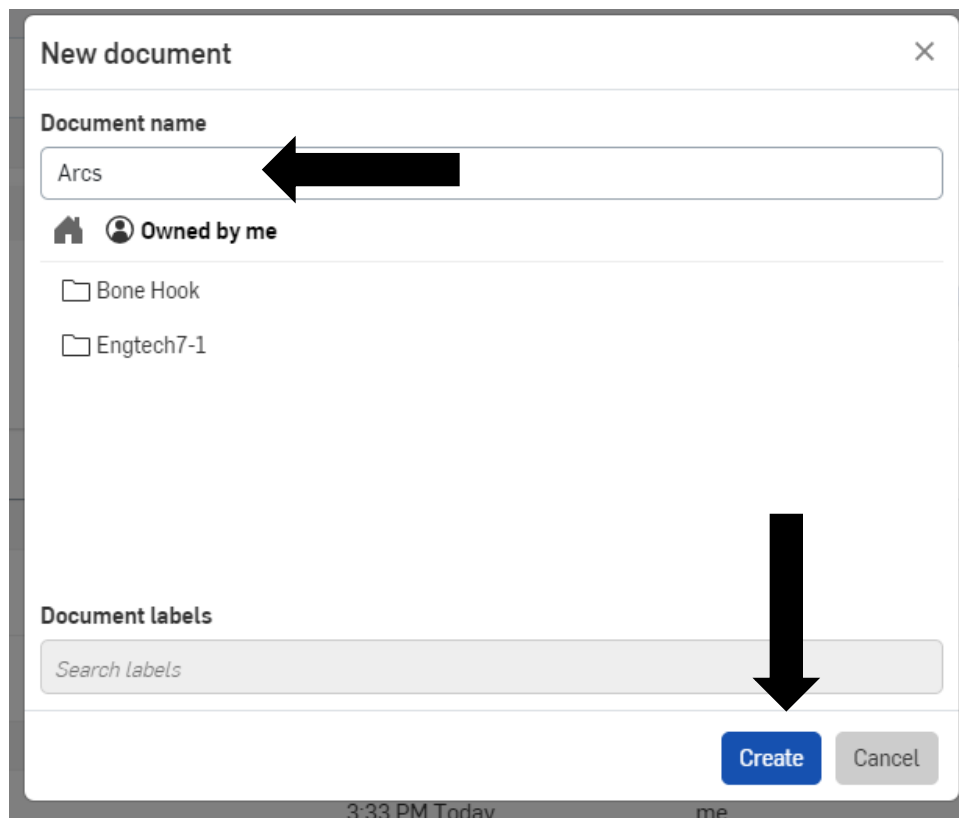 New document
Document name
Arcs
Owned by me
Bone Hook
Engtech7-1
Document labels
Search labels
Create Cancel
3:33 PM Today me